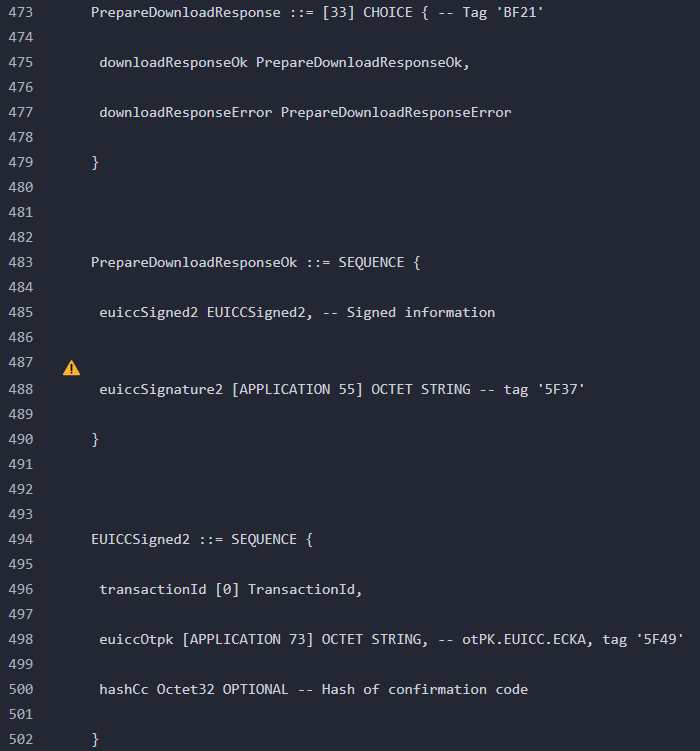 473 PrepareDownloadResponse ::= [33] CHOICE { -- Tag 'BF21'
474
475 downloadResponseOk PrepareDownloadResponseOk,
476
477 downloadResponseError PrepareDownloadResponseError
478
479 }
480
481
482
483 PrepareDownloadResponseOk ::= SEQUENCE {
484
485 euiccSigned2 EUICCSigned2, -- Signed information
486
487
488 euiccSignature2 [APPLICATION 55] OCTET STRING -- tag '5F37'
489
490 }
491
492
493
494 EUICCSigned2 ::= SEQUENCE {
495
496 transactionId [0] TransactionId,
497
498 euiccOtpk [APPLICATION 73] OCTET STRING, -- otPK.EUICC.ECKA, tag '5F49'
499
500 hashCc Octet32 OPTIONAL -- Hash of confirmation code
501
502 }